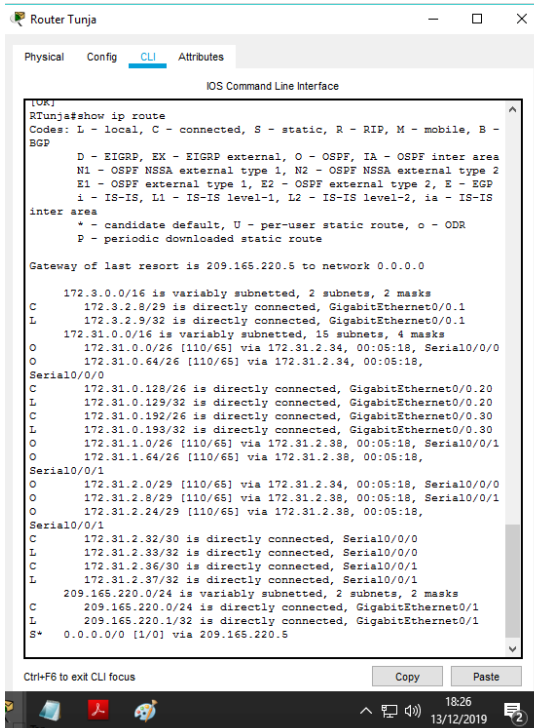 Router Tunja
Physical Config CLI Attributes
IOS Command Line Interface
[OK]
RTunja#show ip route
Codes: L - local, C - connected, S - static, R - RIP, M - mobile, B -
BGP
D - EIGRP, EX - EIGRP external, O - OSPF, IA - OSPF inter area
N1 - OSPF NSSA external type 1, N2 - OSPF NSSA external type 2
E1 - OSPF external type 1, E2 - OSPF external type 2, E - EGP
i - IS-IS, L1 - IS-IS level-1, L2 - IS-IS level-2, ia - IS-IS
inter area
* - candidate default, U - per-user static route, o - ODR
P - periodic downloaded static route
Gateway of last resort is 209.165.220.5 to network 0.0.0.0
172.3.0.0/16 is variably subnetted, 2 subnets, 2 masks
C 172.3.2.8/29 is directly connected, GigabitEthernet0/0.1
L 172.3.2.9/32 is directly connected, GigabitEthernet0/0.1
172.31.0.0/16 is variably subnetted, 15 subnets, 4 masks
O 172.31.0.0/26 [110/65] via 172.31.2.34, 00:05:18, Serial0/0/0
O 172.31.0.64/26 [110/65] via 172.31.2.34, 00:05:18,
Serial0/0/0
C 172.31.0.128/26 is directly connected, GigabitEthernet0/0.20
L 172.31.0.129/32 is directly connected, GigabitEthernet0/0.20
C 172.31.0.192/26 is directly connected, GigabitEthernet0/0.30
L 172.31.0.193/32 is directly connected, GigabitEthernet0/0.30
O 172.31.1.0/26 [110/65] via 172.31.2.38, 00:05:18, Serial0/0/1
O 172.31.1.64/26 [110/65] via 172.31.2.38, 00:05:18,
Serial0/0/1
O 172.31.2.0/29 [110/65] via 172.31.2.34, 00:05:18, Serial0/0/0
O 172.31.2.8/29 [110/65] via 172.31.2.38, 00:05:18, Serial0/0/1
O 172.31.2.24/29 [110/65] via 172.31.2.38, 00:05:18,
Serial0/0/1
C 172.31.2.32/30 is directly connected, Serial0/0/0
L 172.31.2.33/32 is directly connected, Serial0/0/0
C 172.31.2.36/30 is directly connected, Serial0/0/1
L 172.31.2.37/32 is directly connected, Serial0/0/1
209.165.220.0/24 is variably subnetted, 2 subnets, 2 masks
C 209.165.220.0/24 is directly connected, GigabitEthernet0/1
L 209.165.220.1/32 is directly connected, GigabitEthernet0/1
S* 0.0.0.0/0 [1/0] via 209.165.220.5
Ctrl+F6 to exit CLI focus
Copy Paste
18:26
13/12/2019
2